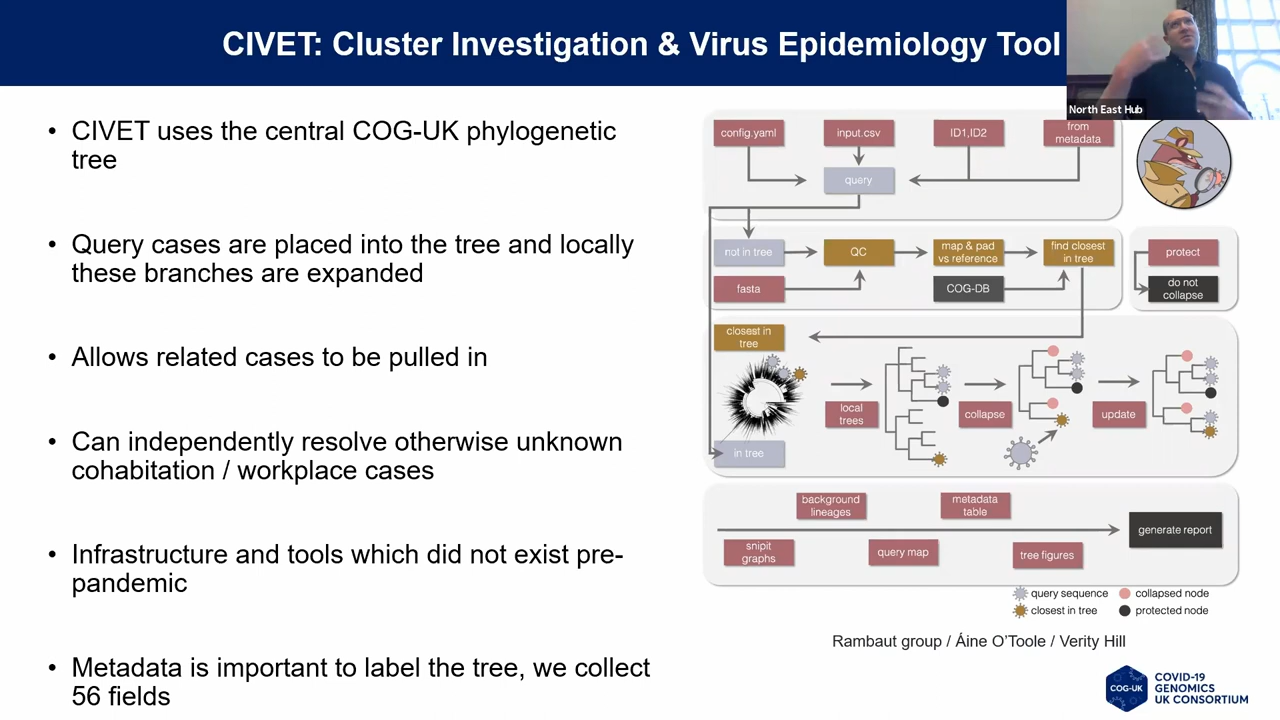 CIVET: Cluster Investigation & Virus Epidemiology Tool
North East Hub
• CIVET uses the central COG-UK phylogenetic
tree
• Query cases are placed into the tree and locally
these branches are expanded
• Allows related cases to be pulled in
• Can independently resolve otherwise unknown
cohabitation / workplace cases
• Infrastructure and tools which did not exist pre-
pandemic
• Metadata is important to label the tree, we collect
56 fields
config.yaml
input.csv
ID1,ID2
from
metadata
query
not in tree
QC
map & pad
vs reference
find closest
in tree
protect
fasta
COG-DB
do not
collapse
closest in
tree
local
trees
collapse
update
in tree
background
lineages
metadata
table
generate report
snipit
graphs
query map
tree figures
query sequence
collapsed node
closest in tree
protected node
Rambaut group / Áine O'Toole / Verity Hill
COG-UK
COVID-19
GENOMICS
UK CONSORTIUM